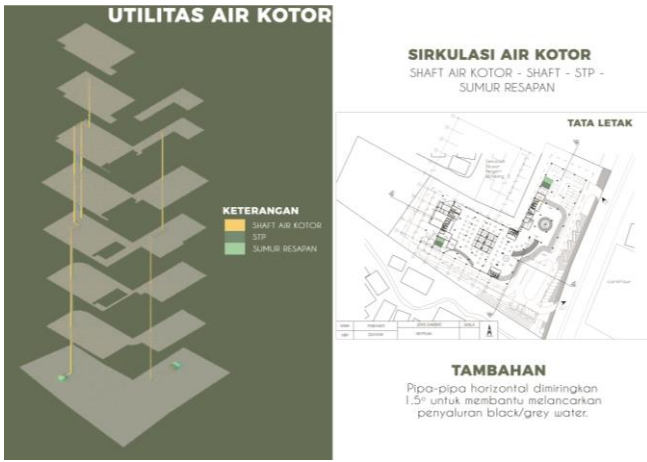 UTILITAS AIR KOTOR
KETERANGAN
SHAFT AIR KOTOR
STP
SUMUR RESAPAN
SIRKULASI AIR KOTOR
SHAFT AIR KOTOR - SHAFT - STP -
SUMUR RESAPAN
TATA LETAK
TAMBAHAN
Pipa-pipa horizontal dimiringkan
1.5° untuk membantu melancarkan
penyaluran black/grey water.